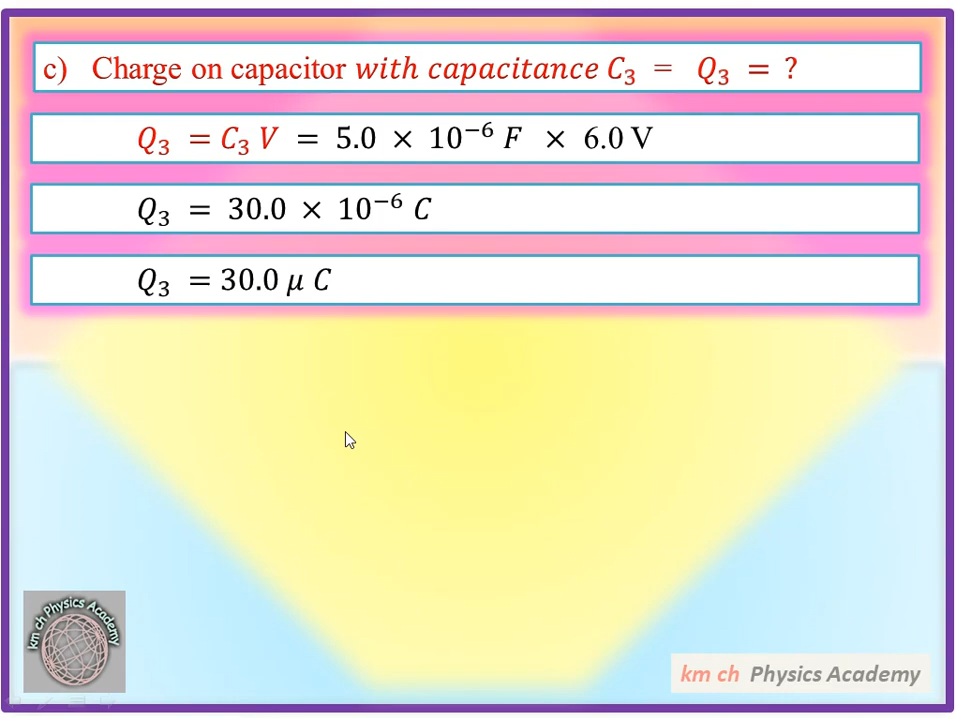 c) Charge on capacitor with capacitance C₃ = Q₃ = ?
Q₃ = C₃ V = 5.0 × 10⁻⁶ F × 6.0 V
Q₃ = 30.0 × 10⁻⁶ C
Q₃ = 30.0 μ C
km ch Physics Academy
km ch Physics Academy